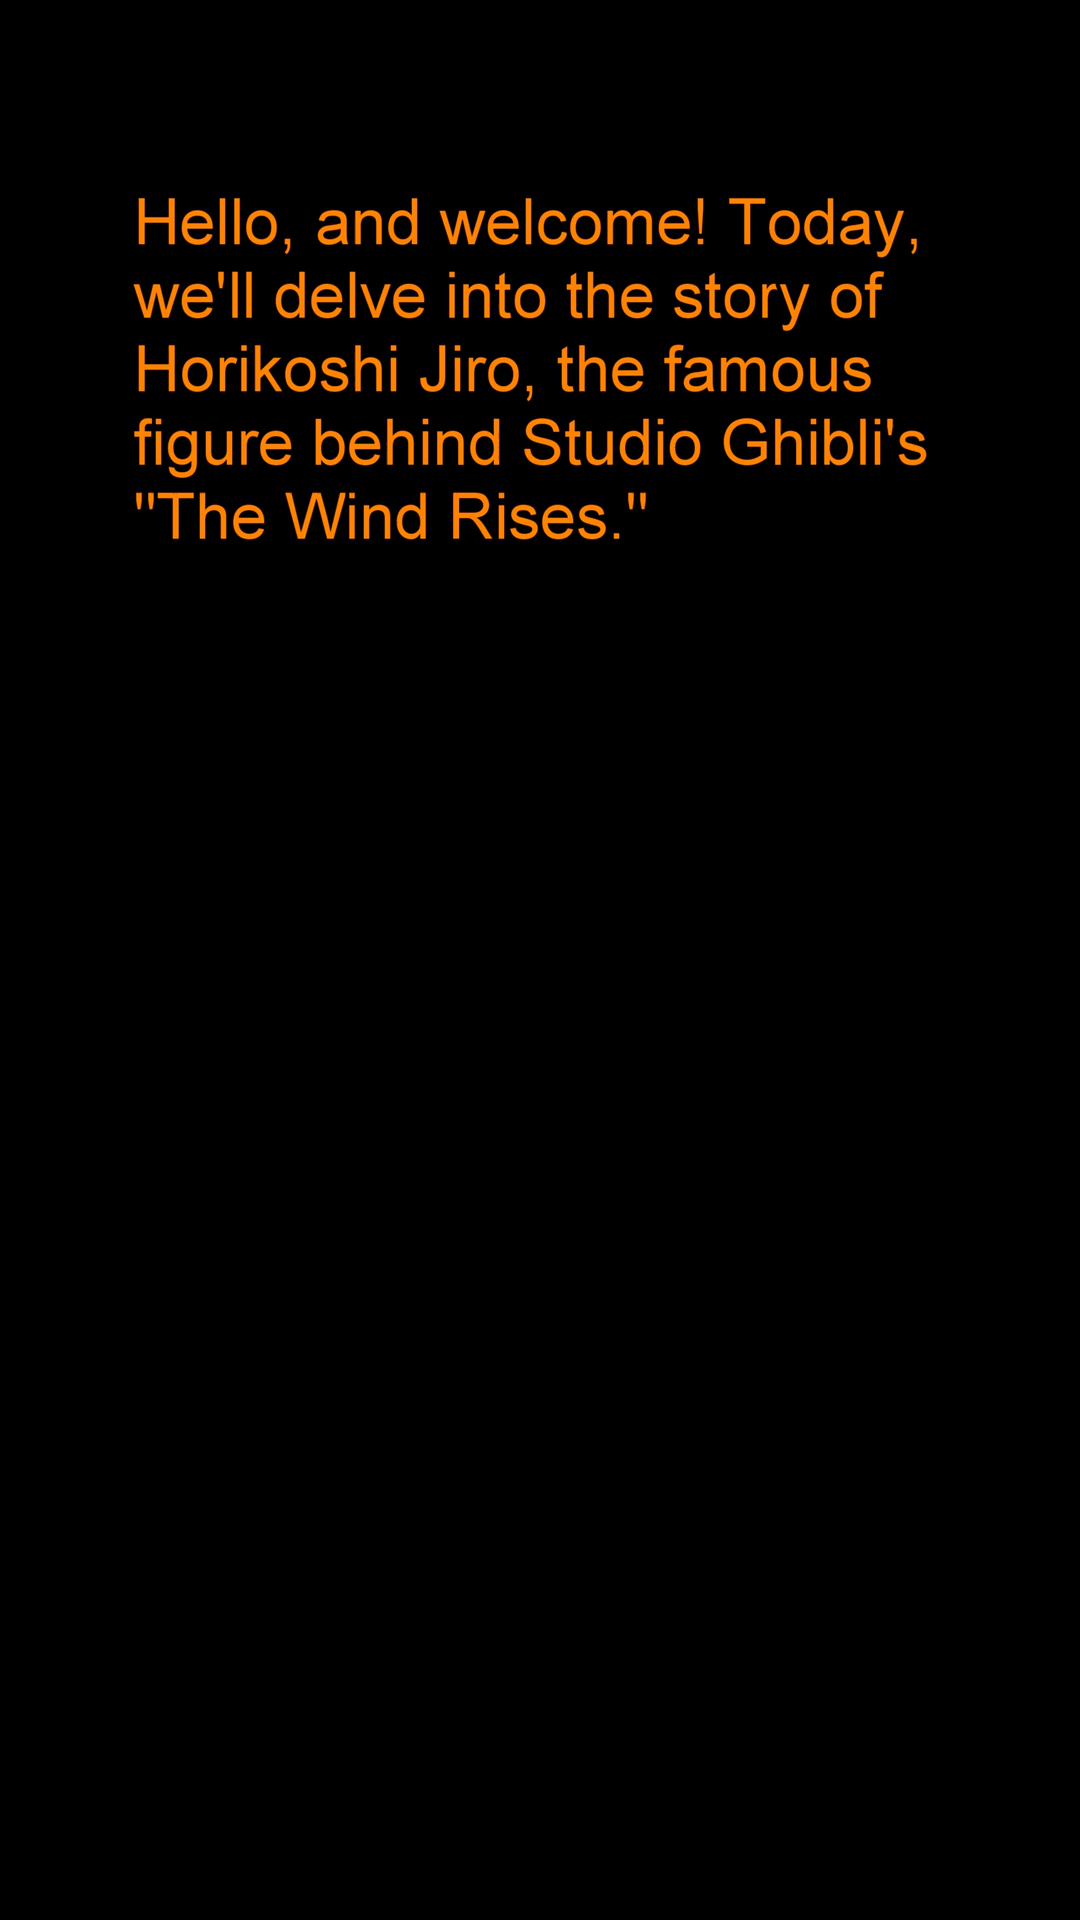 Hello, and welcome! Today,
we'll delve into the story of
Horikoshi Jiro, the famous
figure behind Studio Ghibli's
"The Wind Rises."